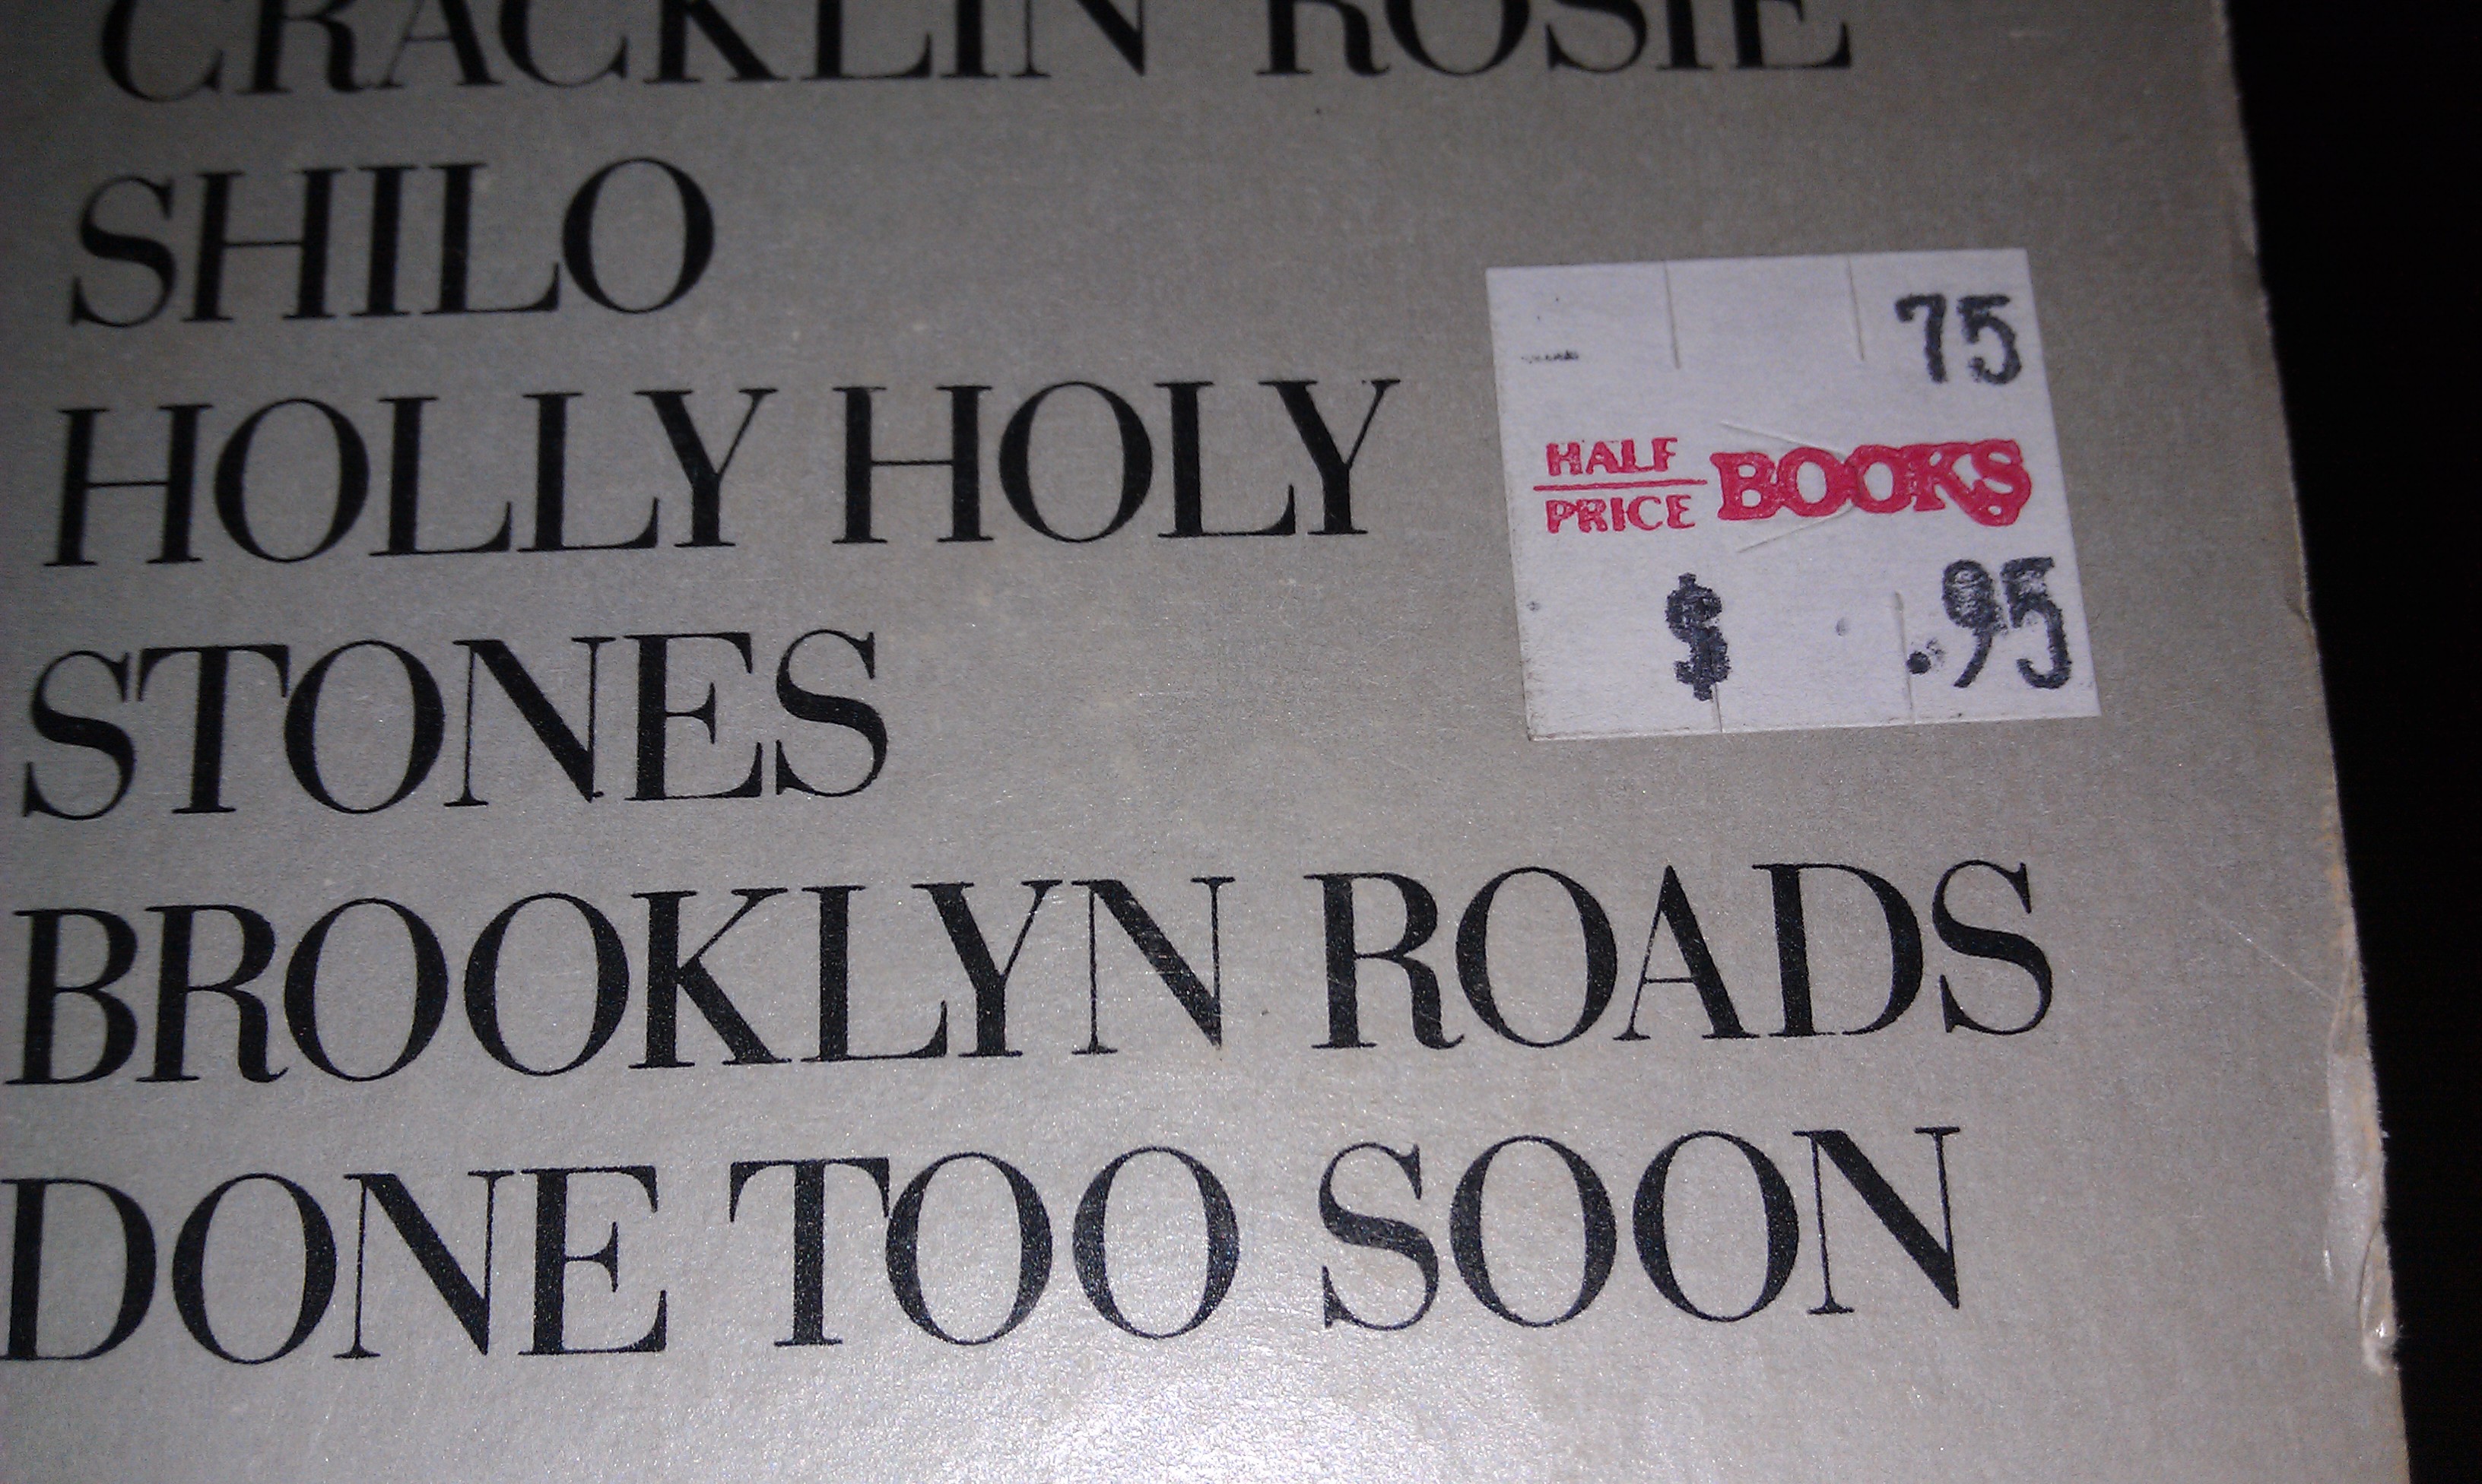 CRACKLIN ROSIE
SHILO
HOLLY HOLY
STONES
BROOKLYN ROADS
DONE TOO SOON
75
HALF PRICE BOOKS
$ .95